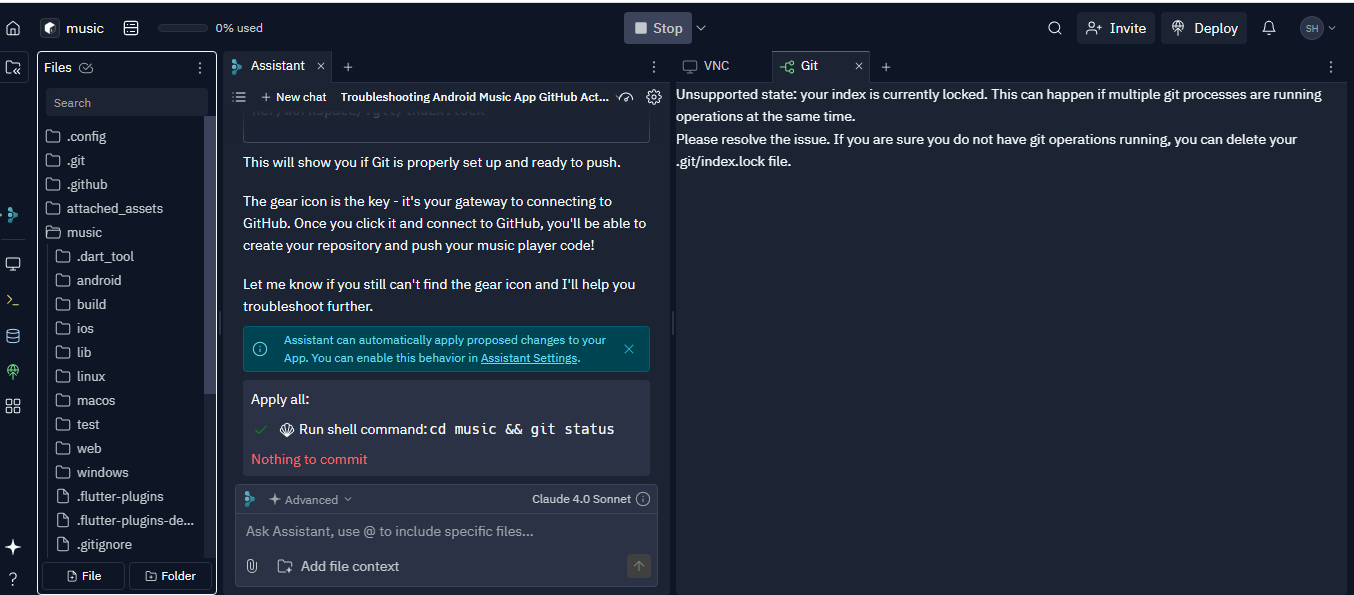 music
0% used
Stop
Invite
Deploy
SH
Files
Search
.config
.git
.github
attached_assets
music
.dart_tool
android
build
ios
lib
linux
macos
test
web
windows
.flutter-plugins
.flutter-plugins-de...
.gitignore
File
Folder
Assistant
New chat
Troubleshooting Android Music App GitHub Act...
This will show you if Git is properly set up and ready to push.
The gear icon is the key - it's your gateway to connecting to
GitHub. Once you click it and connect to GitHub, you'll be able to
create your repository and push your music player code!
Let me know if you still can't find the gear icon and I'll help you
troubleshoot further.
Assistant can automatically apply proposed changes to your
App. You can enable this behavior in Assistant Settings.
Apply all:
Run shell command: cd music && git status
Nothing to commit
Advanced
Claude 4.0 Sonnet
Ask Assistant, use @ to include specific files...
Add file context
VNC
Git
Unsupported state: your index is currently locked. This can happen if multiple git processes are running
operations at the same time.
Please resolve the issue. If you are sure you do not have git operations running, you can delete your
.git/index.lock file.